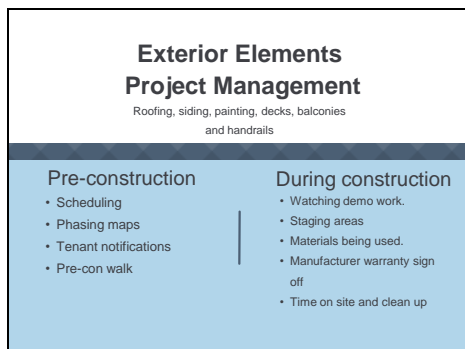 Exterior Elements
Project Management
Roofing, siding, painting, decks, balconies
and handrails
Pre-construction
• Scheduling
• Phasing maps
• Tenant notifications
• Pre-con walk
During construction
• Watching demo work.
• Staging areas
• Materials being used.
• Manufacturer warranty sign
off
• Time on site and clean up